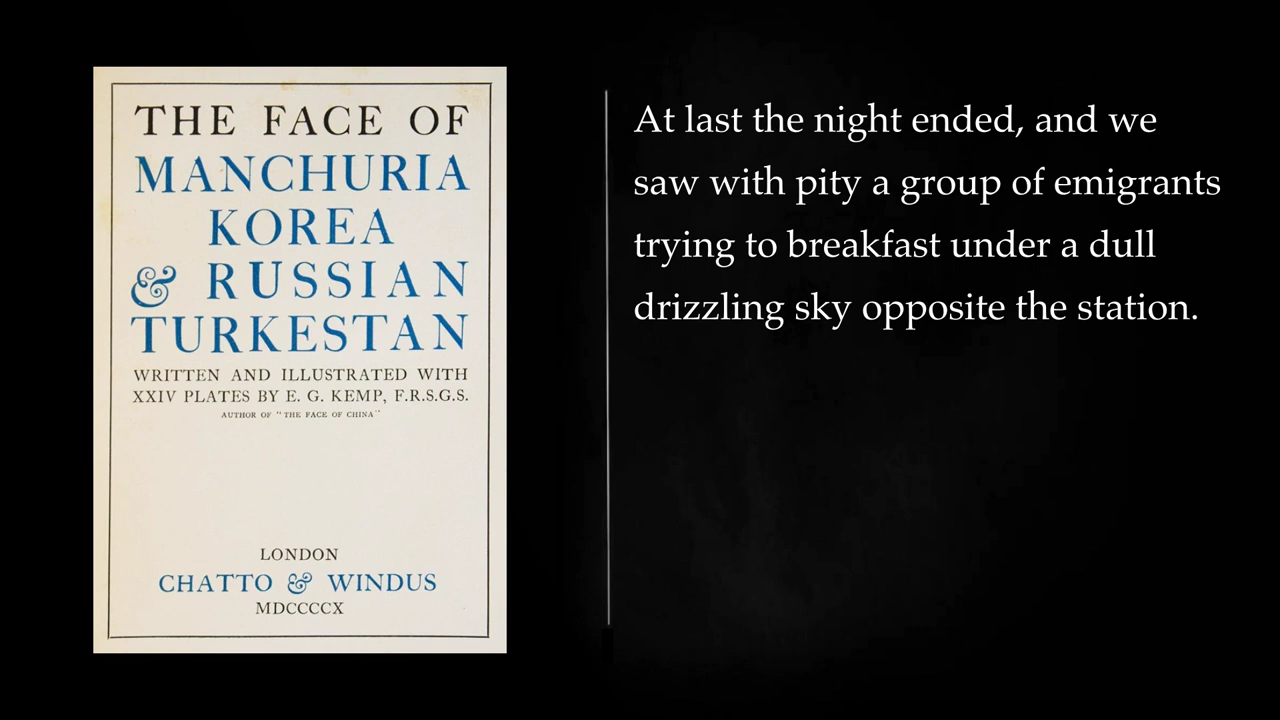 THE FACE OF
MANCHURIA
KOREA
& RUSSIAN
TURKESTAN
WRITTEN AND ILLUSTRATED WITH
XXIV PLATES BY E. G. KEMP, F.R.S.G.S.
AUTHOR OF "THE FACE OF CHINA"
LONDON
CHATTO & WINDUS
MDCCCCX
At last the night ended, and we
saw with pity a group of emigrants
trying to breakfast under a dull
drizzling sky opposite the station.